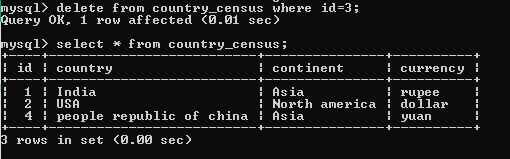 mysql> delete from country_census where id=3;
Query OK, 1 row affected (0.01 sec)
mysql> select * from country_census;
+----+--------------------------+---------------+----------+
| id | country                  | continent     | currency |
+----+--------------------------+---------------+----------+
|  1 | India                    | Asia          | rupee    |
|  2 | USA                      | North america | dollar   |
|  4 | people republic of china | Asia          | yuan     |
+----+--------------------------+---------------+----------+
3 rows in set (0.00 sec)